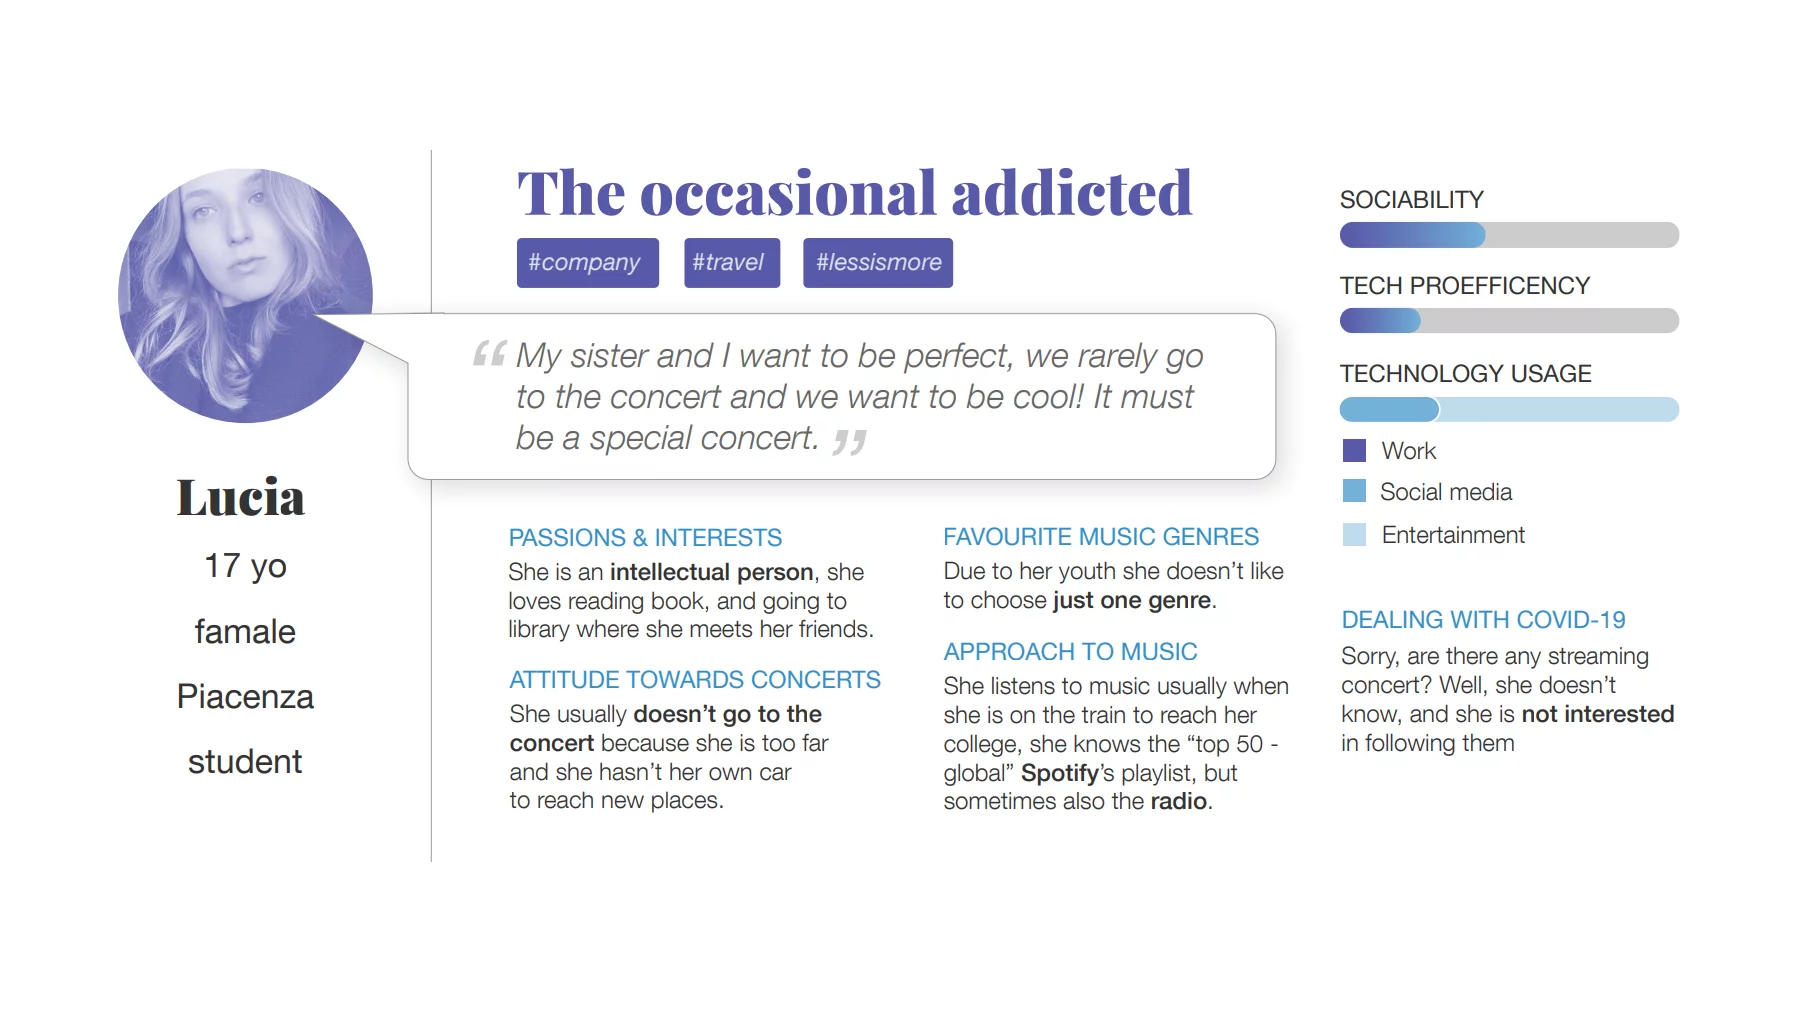 Lucia
17 yo
famale
Piacenza
student
The occasional addicted
#company #travel #lessismore
“ My sister and I want to be perfect, we rarely go
to the concert and we want to be cool! It must
be a special concert. ”
PASSIONS & INTERESTS
She is an intellectual person, she
loves reading book, and going to
library where she meets her friends.
ATTITUDE TOWARDS CONCERTS
She usually doesn’t go to the
concert because she is too far
and she hasn’t her own car
to reach new places.
FAVOURITE MUSIC GENRES
Due to her youth she doesn’t like
to choose just one genre.
APPROACH TO MUSIC
She listens to music usually when
she is on the train to reach her
college, she knows the “top 50 -
global” Spotify’s playlist, but
sometimes also the radio.
SOCIABILITY
TECH PROEFFICENCY
TECHNOLOGY USAGE
Work
Social media
Entertainment
DEALING WITH COVID-19
Sorry, are there any streaming
concert? Well, she doesn’t
know, and she is not interested
in following them